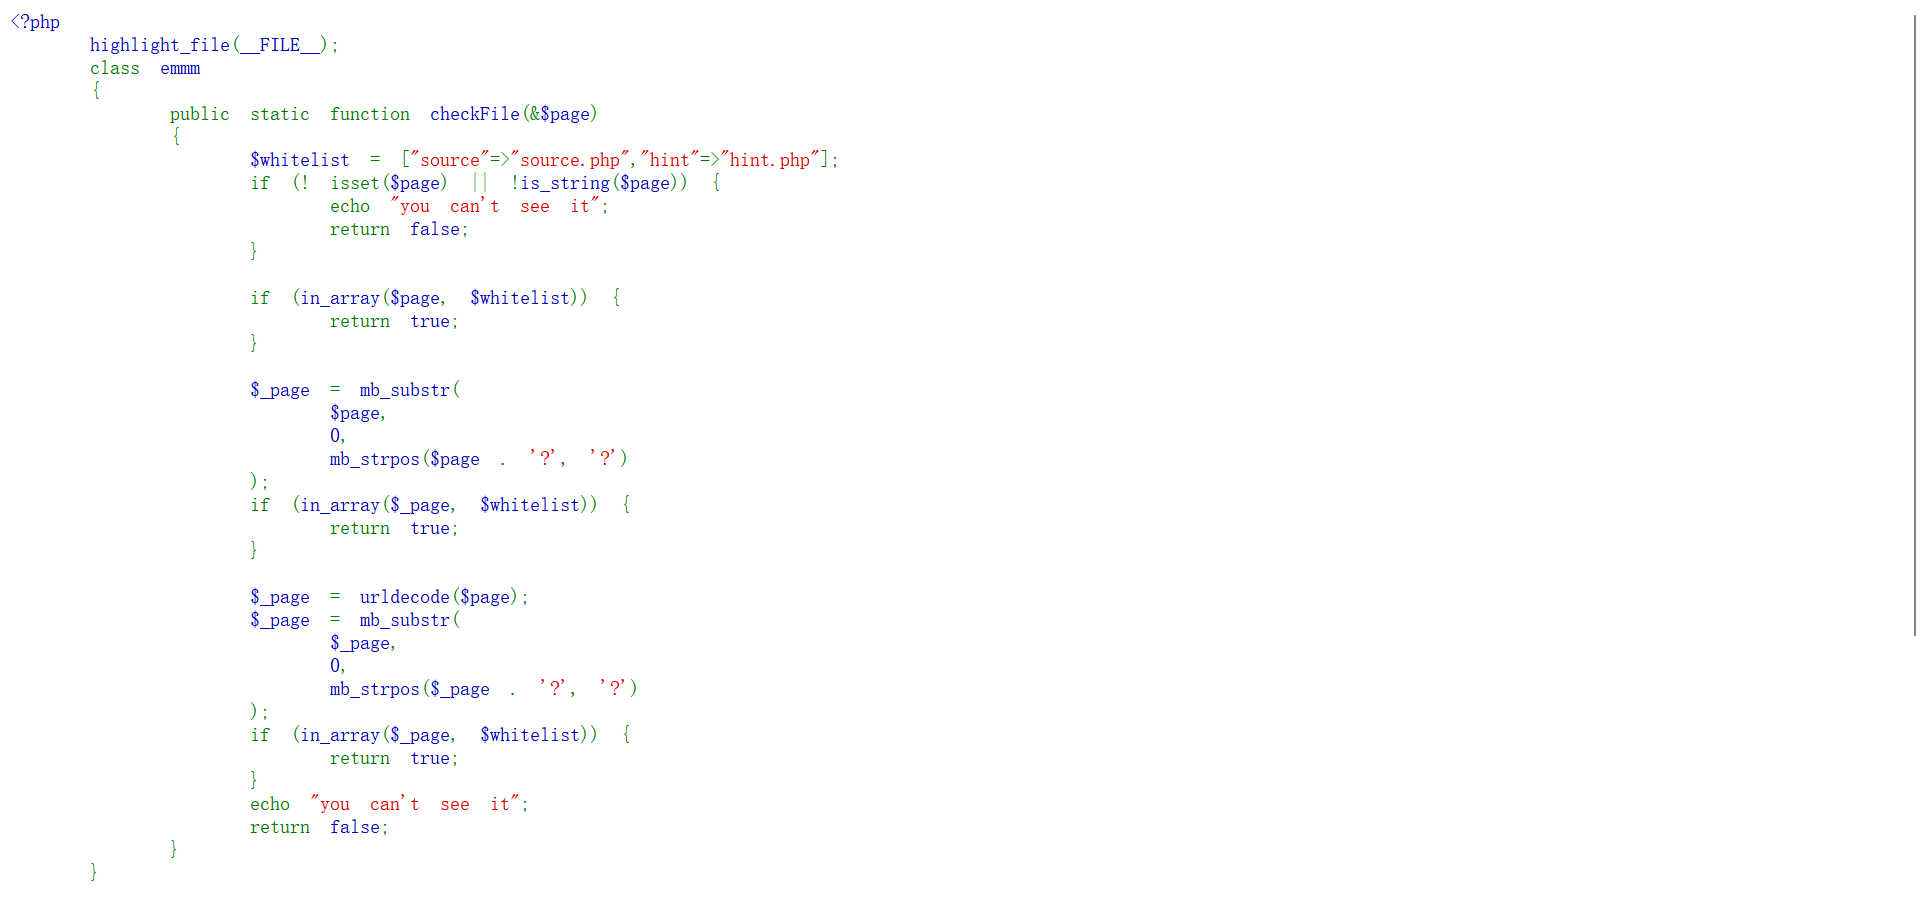 <?php
highlight_file(__FILE__);
class emmm
{
public static function checkFile(&$page)
{
$whitelist = ["source"=>"source.php","hint"=>"hint.php"];
if (! isset($page) || !is_string($page)) {
echo "you can't see it";
return false;
}
if (in_array($page, $whitelist)) {
return true;
}
$_page = mb_substr(
$page,
0,
mb_strpos($page . '?', '?')
);
if (in_array($_page, $whitelist)) {
return true;
}
$_page = urldecode($page);
$_page = mb_substr(
$_page,
0,
mb_strpos($_page . '?', '?')
);
if (in_array($_page, $whitelist)) {
return true;
}
echo "you can't see it";
return false;
}
}